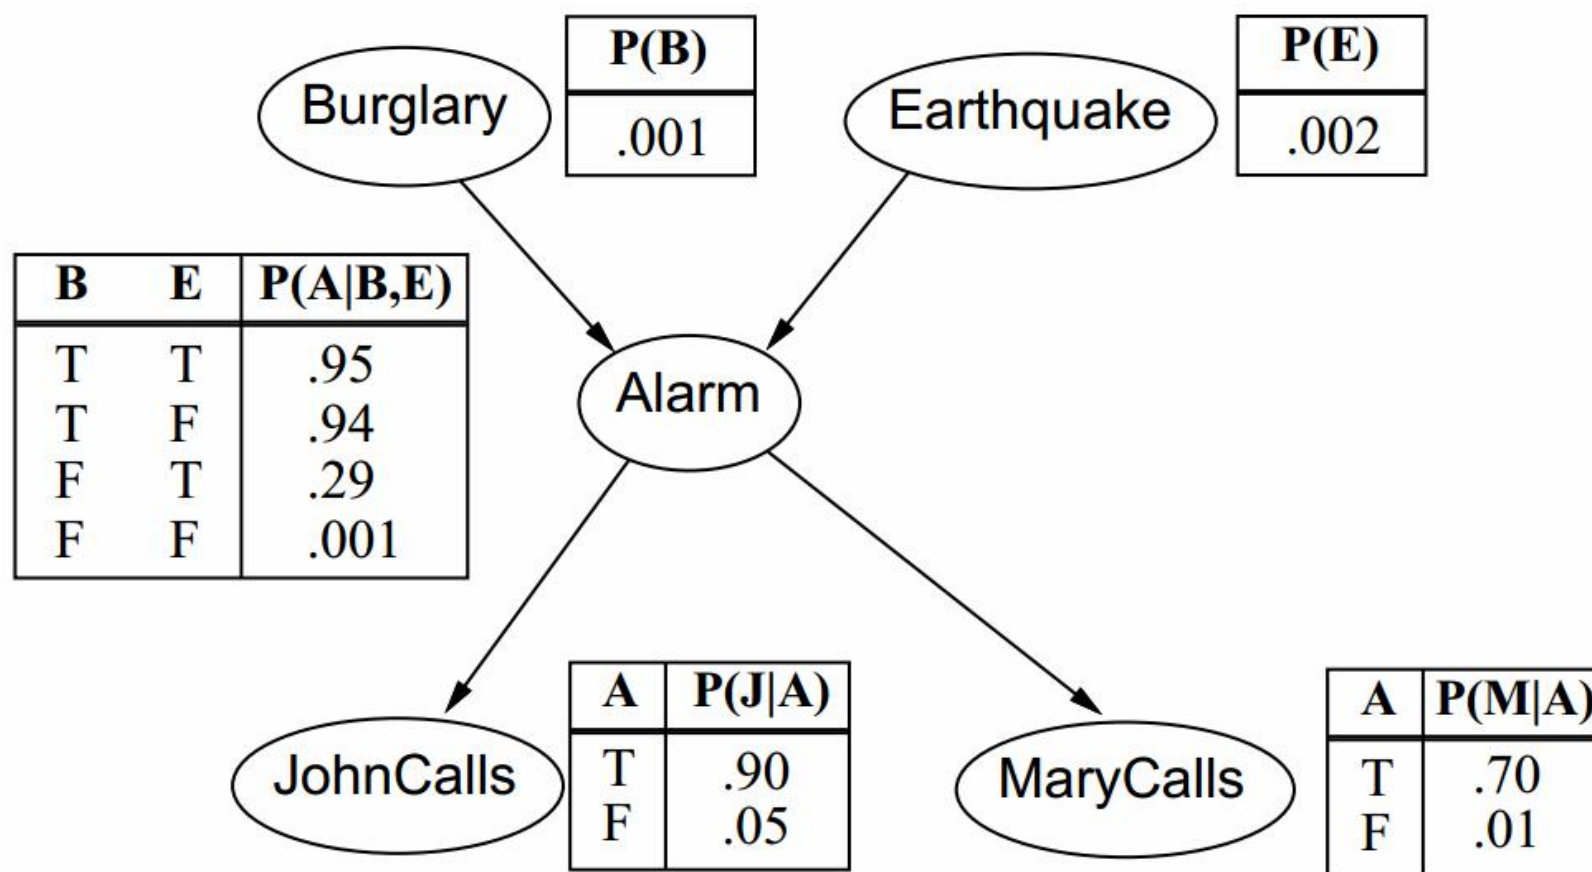 Burglary
P(B)
.001
Earthquake
P(E)
.002
B E P(A|B,E)
T T .95
T F .94
F T .29
F F .001
Alarm
JohnCalls
A P(J|A)
T .90
F .05
MaryCalls
A P(M|A)
T .70
F .01